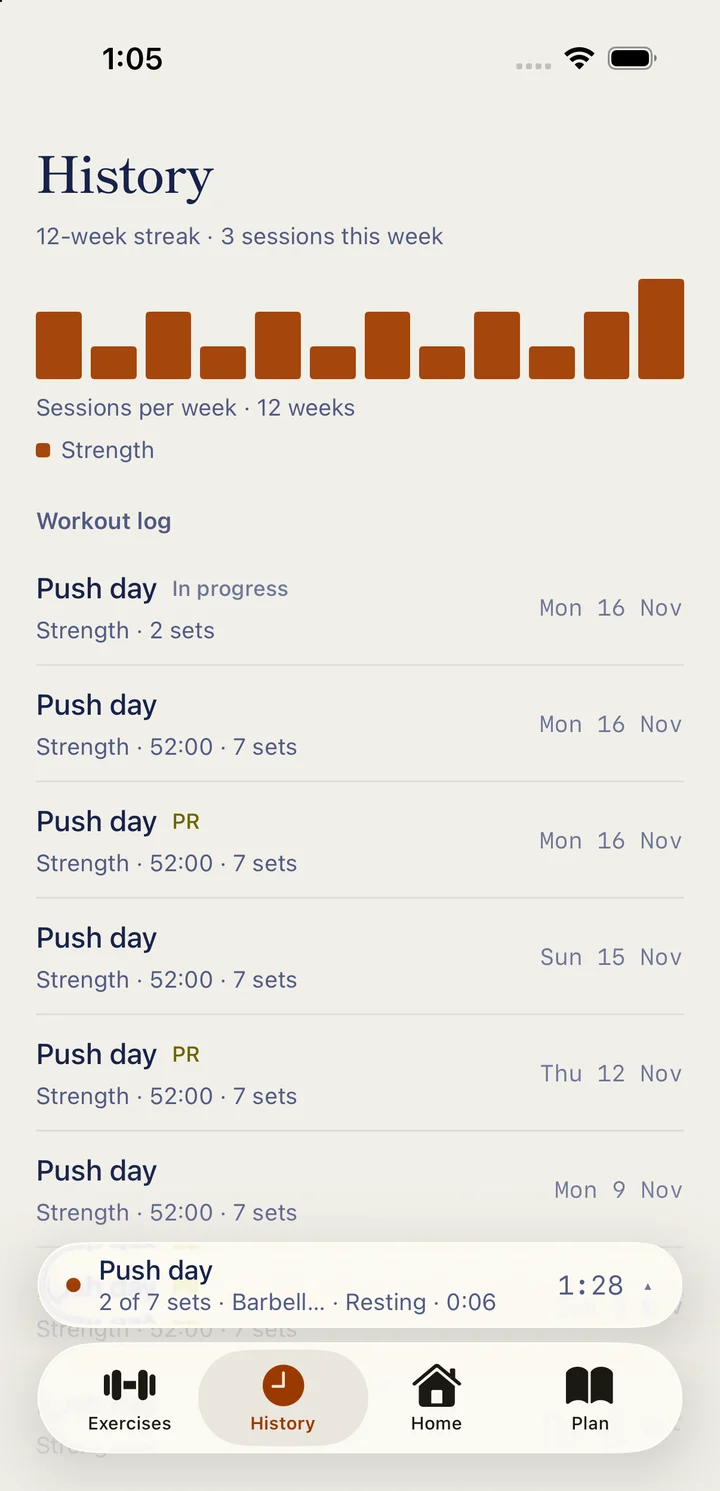 1:05
History
12-week streak · 3 sessions this week
Sessions per week · 12 weeks
Strength
Workout log
Push day In progress
Strength · 2 sets
Mon 16 Nov
Push day
Strength · 52:00 · 7 sets
Mon 16 Nov
Push day PR
Strength · 52:00 · 7 sets
Mon 16 Nov
Push day
Strength · 52:00 · 7 sets
Sun 15 Nov
Push day PR
Strength · 52:00 · 7 sets
Thu 12 Nov
Push day
Strength · 52:00 · 7 sets
Mon 9 Nov
Push day
2 of 7 sets · Barbell... · Resting · 0:06
1:28
Strength · 52:00 · 7 sets
Exercises
History
Home
Plan